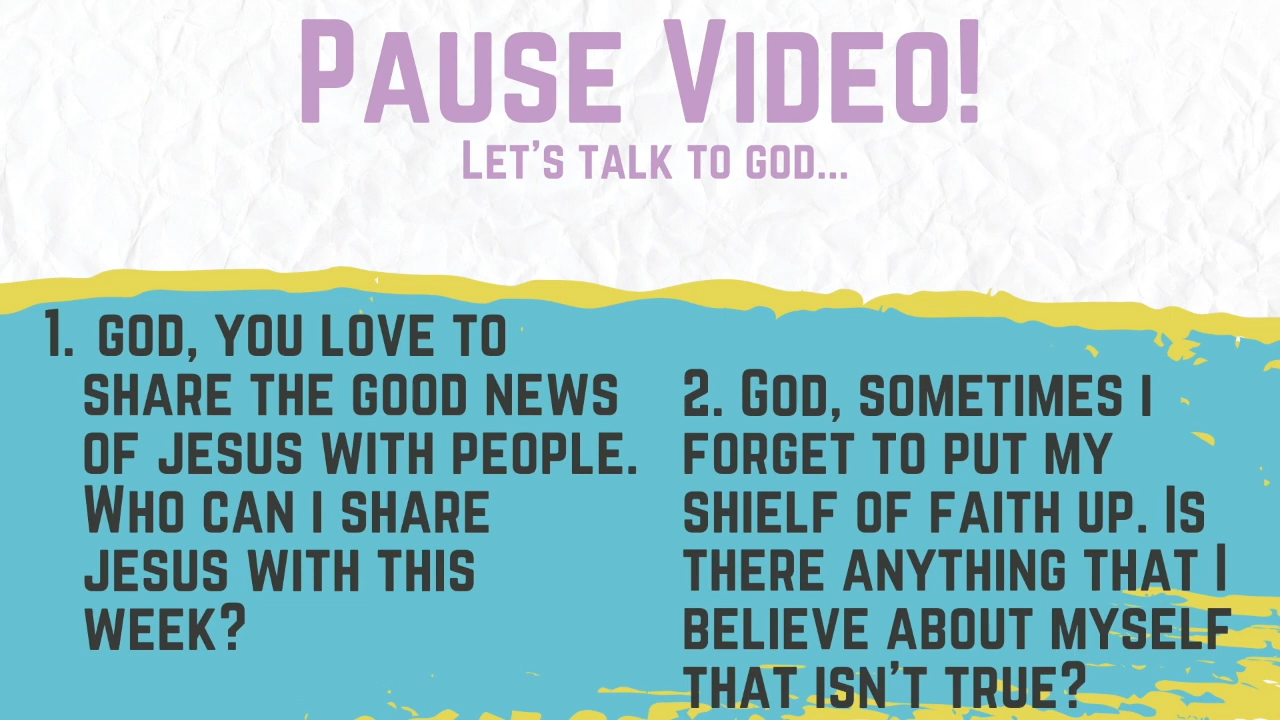 PAUSE VIDEO!
LET'S TALK TO GOD...
1. GOD, YOU LOVE TO
SHARE THE GOOD NEWS
OF JESUS WITH PEOPLE.
WHO CAN I SHARE
JESUS WITH THIS
WEEK?
2. GOD, SOMETIMES I
FORGET TO PUT MY
SHIELF OF FAITH UP. IS
THERE ANYTHING THAT I
BELIEVE ABOUT MYSELF
THAT ISN'T TRUE?